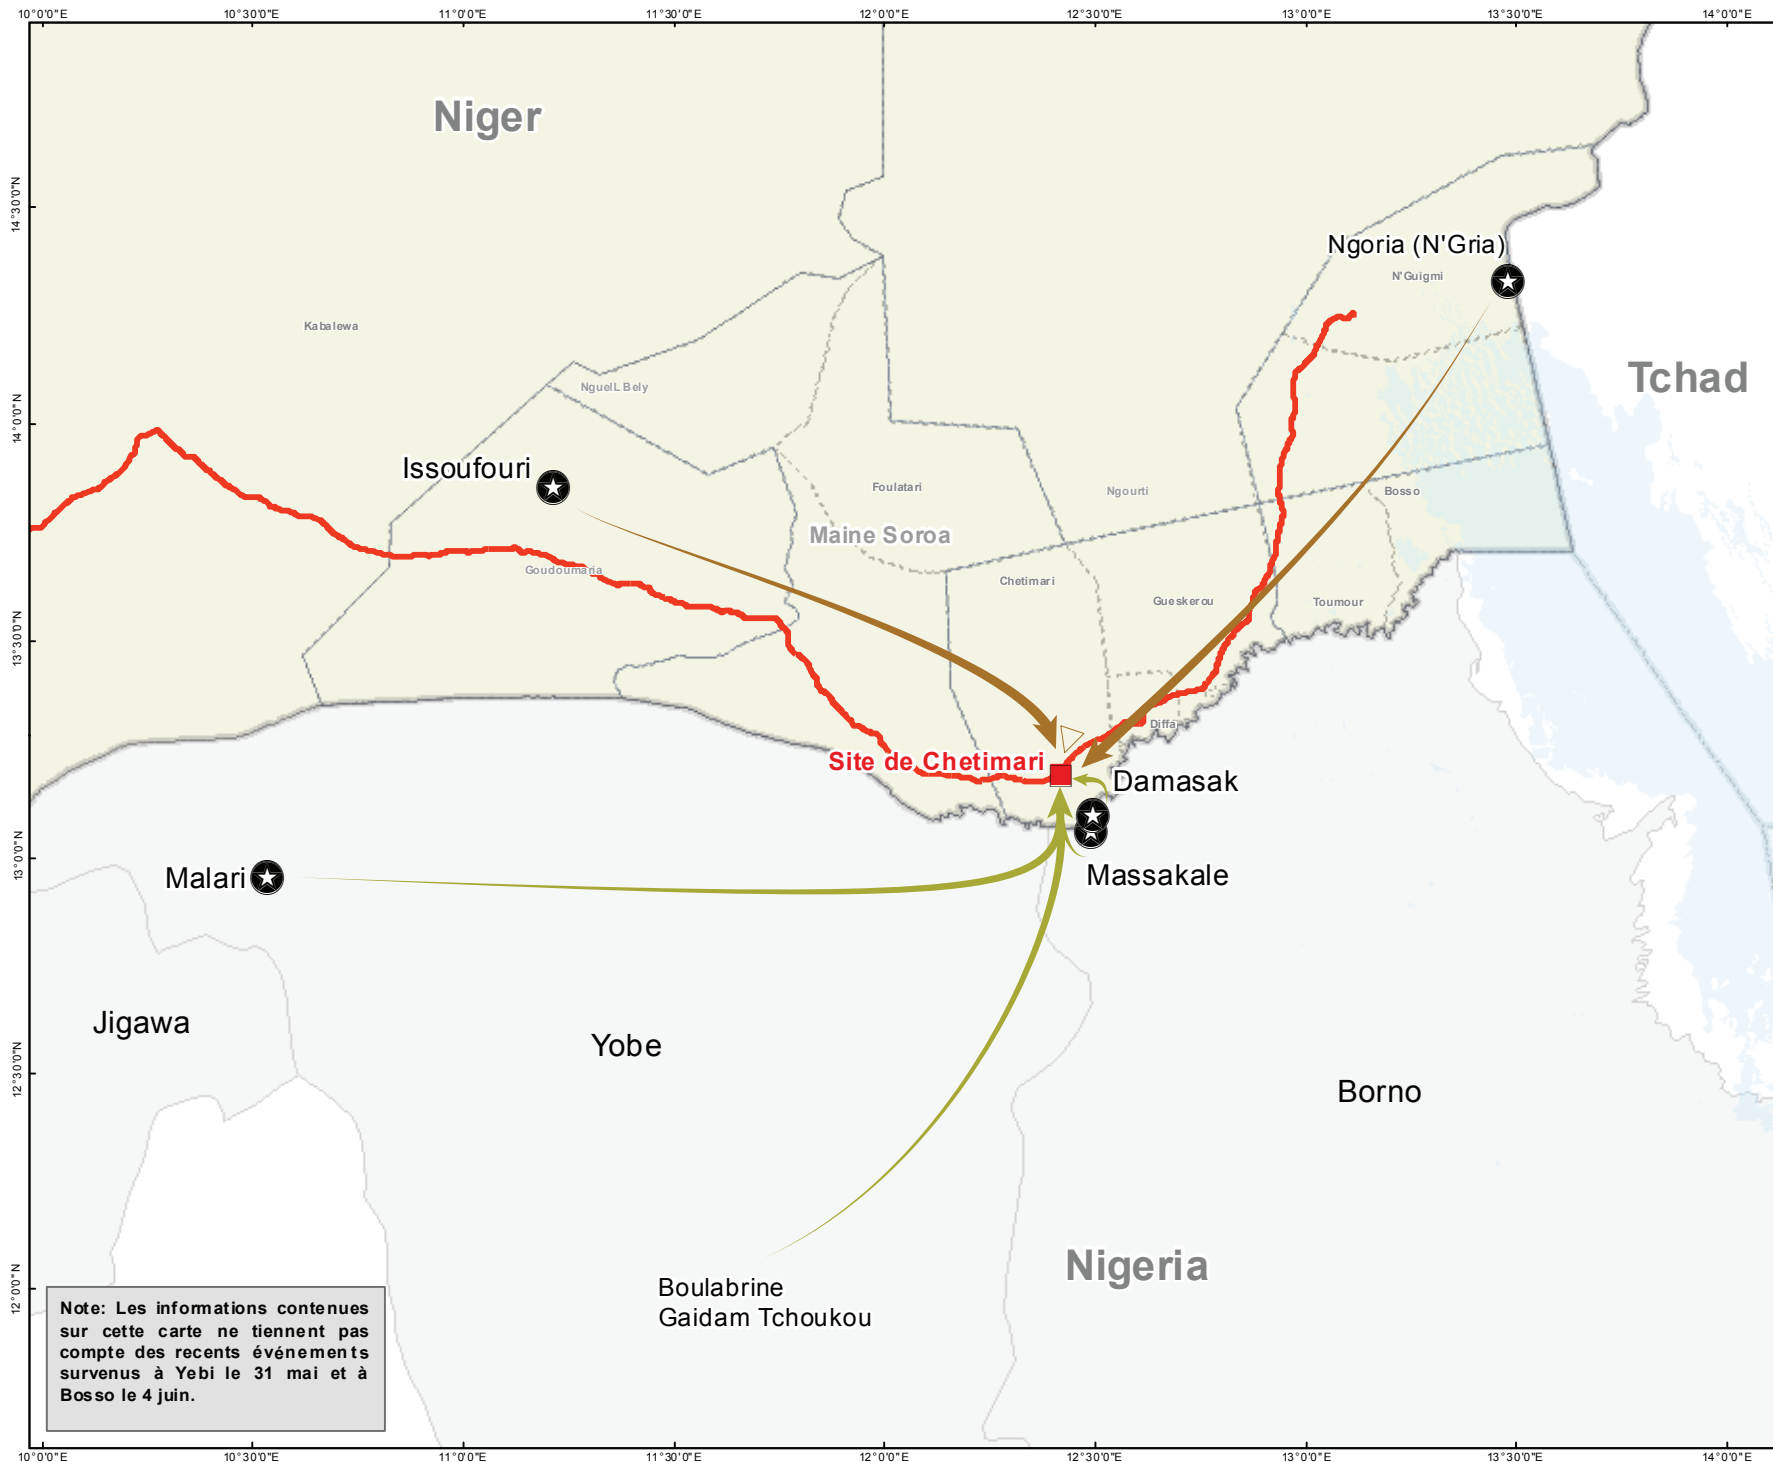 10°0'0"E
10°30'0"E
11°0'0"E
11°30'0"E
12°0'0"E
12°30'0"E
13°0'0"E
13°30'0"E
14°0'0"E
Niger
14°30'0"N
Ngoria (N'Gria)
N'Guigmi
Kabalewa
Tchad
NguelL Bely
14°0'0"N
Issoufouri
Foulatari
Ngourti
Bosso
Maine Soroa
Goudoumaria
Chetimari
Gueskerou
Toumour
13°30'0"N
Diffa
Site de Chetimari
Damasak
13°0'0"N
Malari
Massakale
Jigawa
Yobe
12°30'0"N
Borno
Nigeria
12°0'0"N
Boulabrine
Gaidam Tchoukou
Note: Les informations contenues
sur cette carte ne tiennent pas
compte des recents événements
survenus à Yebi le 31 mai et à
Bosso le 4 juin.
10°0'0"E
10°30'0"E
11°0'0"E
11°30'0"E
12°0'0"E
12°30'0"E
13°0'0"E
13°30'0"E
14°0'0"E